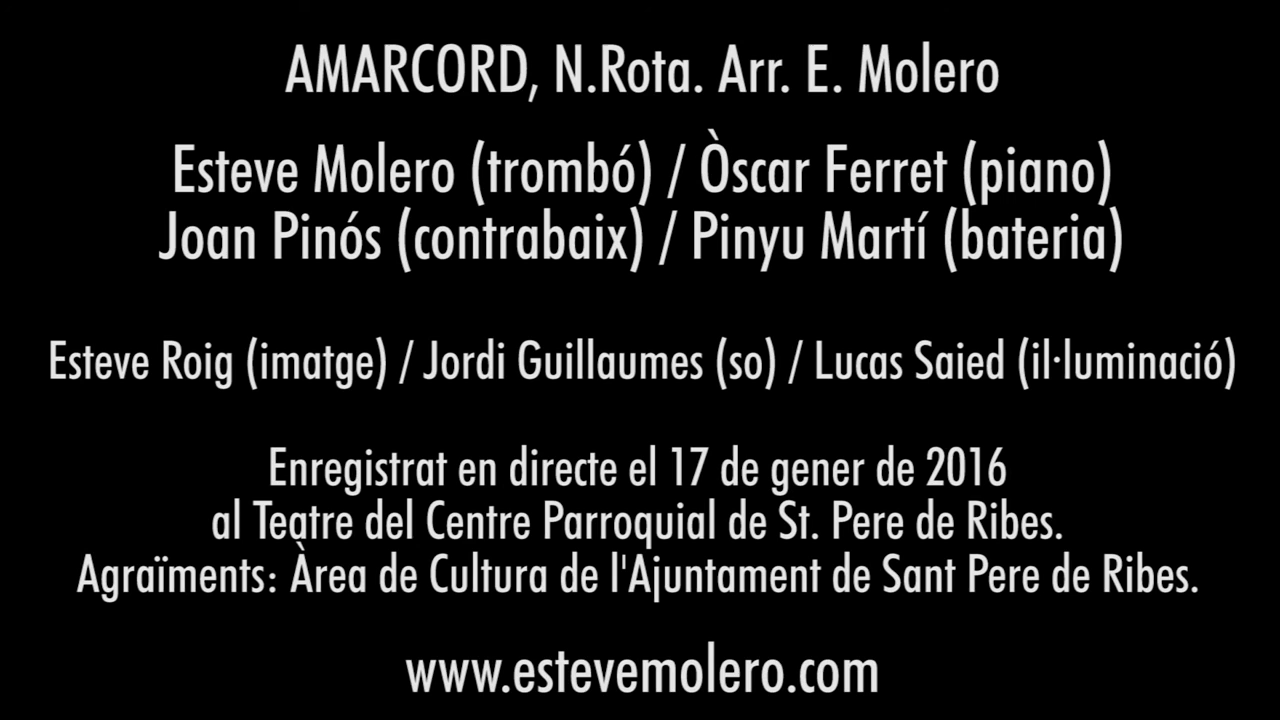 AMARCORD, N.Rota. Arr. E. Molero
Esteve Molero (trombó) / Òscar Ferret (piano)
Joan Pinós (contrabaix) / Pinyu Martí (bateria)
Esteve Roig (imatge) / Jordi Guillaumes (so) / Lucas Saied (il·luminació)
Enregistrat en directe el 17 de gener de 2016
al Teatre del Centre Parroquial de St. Pere de Ribes.
Agraïments: Àrea de Cultura de l'Ajuntament de Sant Pere de Ribes.
www.estevemolero.com